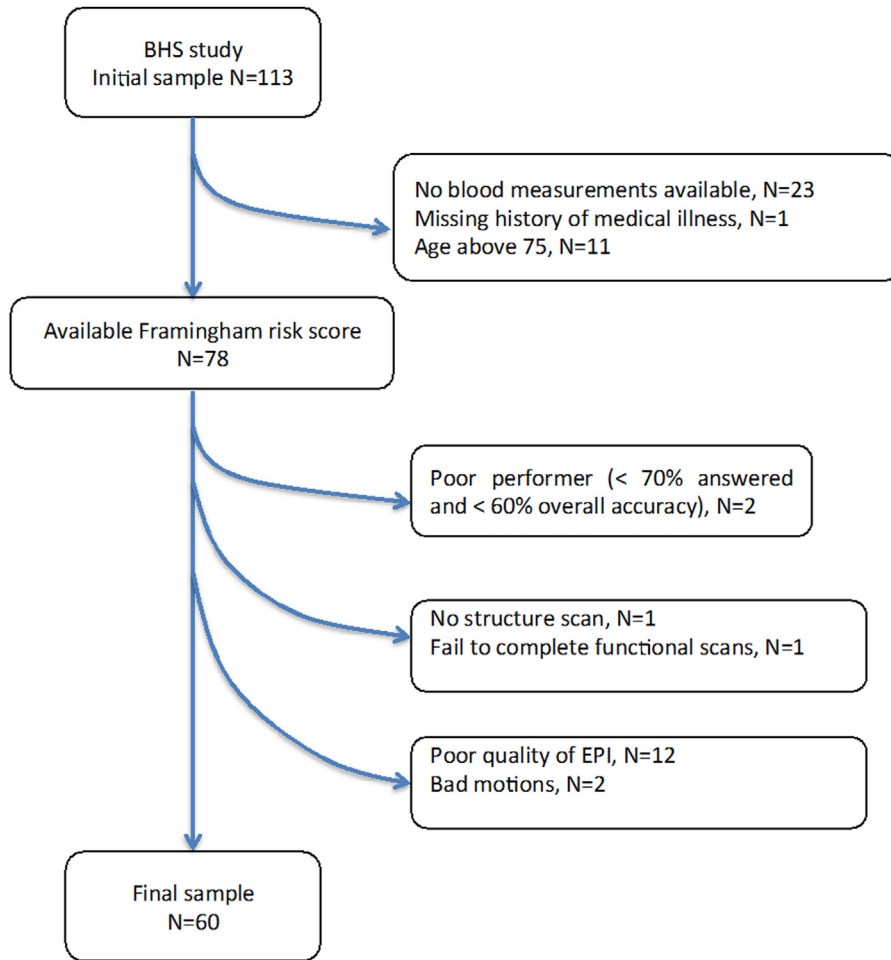 BHS study
Initial sample N=113
No blood measurements available, N=23
Missing history of medical illness, N=1
Age above 75, N=11
Available Framingham risk score
N=78
Poor performer (< 70% answered
and < 60% overall accuracy), N=2
No structure scan, N=1
Fail to complete functional scans, N=1
Poor quality of EPI, N=12
Bad motions, N=2
Final sample
N=60